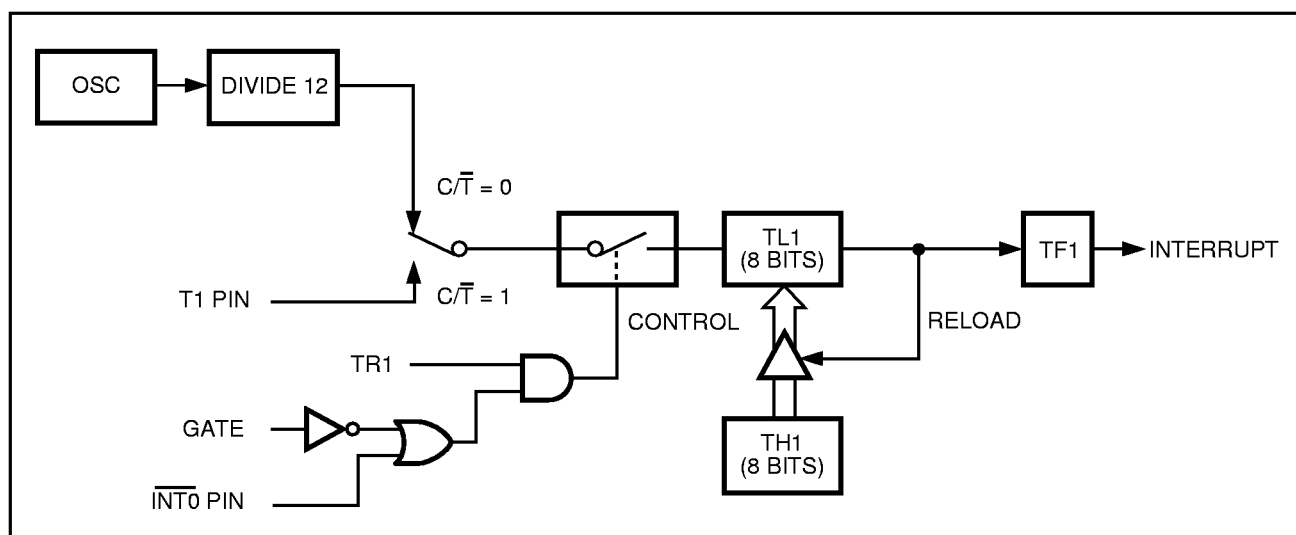 OSC
DIVIDE 12
C/T̅ = 0
TL1
(8 BITS)
TF1
INTERRUPT
T1 PIN
C/T̅ = 1
CONTROL
RELOAD
TR1
GATE
TH1
(8 BITS)
I̅N̅T̅0̅ PIN